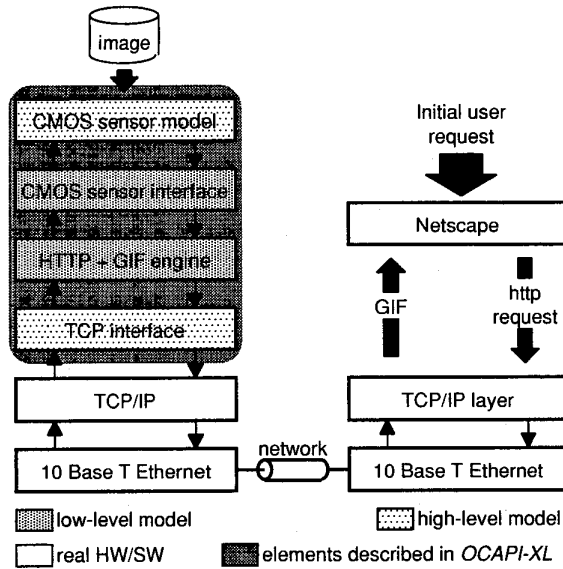 image
CMOS sensor model
CMOS sensor interface
HTTP + GIF engine
TCP interface
TCP/IP
10 Base T Ethernet
network
Initial user
request
Netscape
GIF
http
request
TCP/IP layer
10 Base T Ethernet
low-level model
high-level model
real HW/SW
elements described in OCAPI-XL